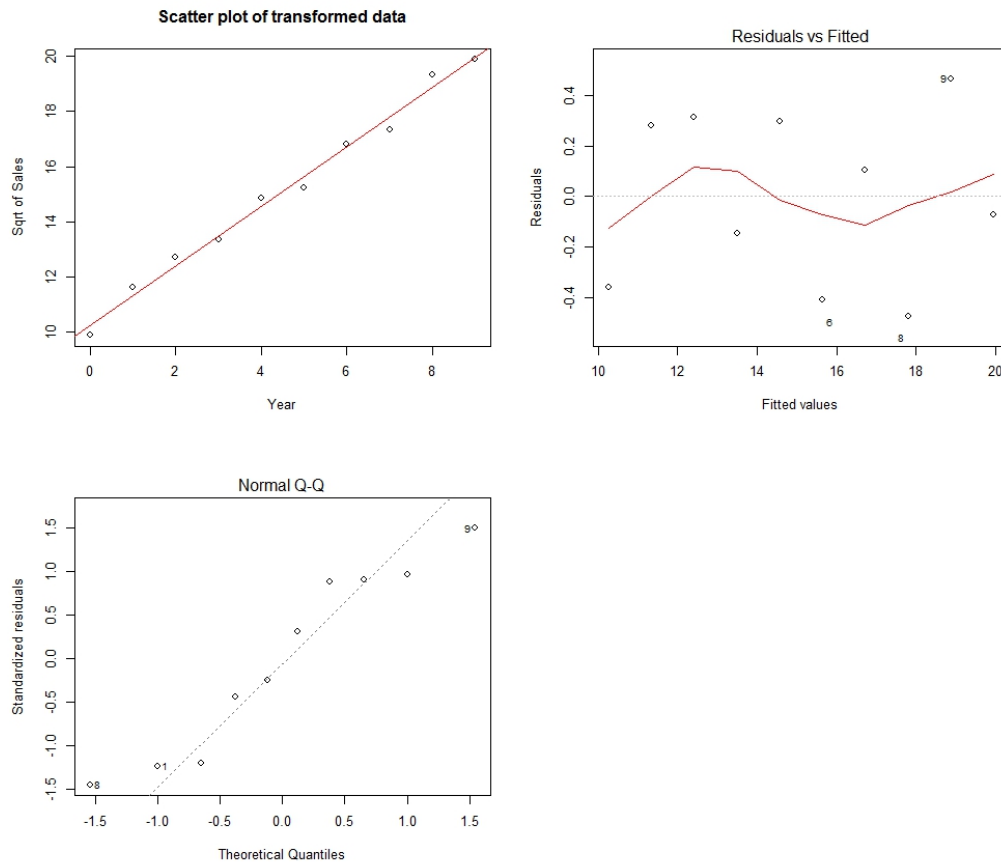 Scatter plot of transformed data
Sqrt of Sales
20
18
16
14
12
10
0 2 4 6 8
Year
Residuals vs Fitted
Residuals
0.4
0.2
0.0
-0.2
-0.4
9
6
8
10 12 14 16 18 20
Fitted values
Normal Q-Q
Standardized residuals
1.5
1.0
0.5
0.0
-0.5
-1.0
-1.5
9
1
8
-1.5 -1.0 -0.5 0.0 0.5 1.0 1.5
Theoretical Quantiles